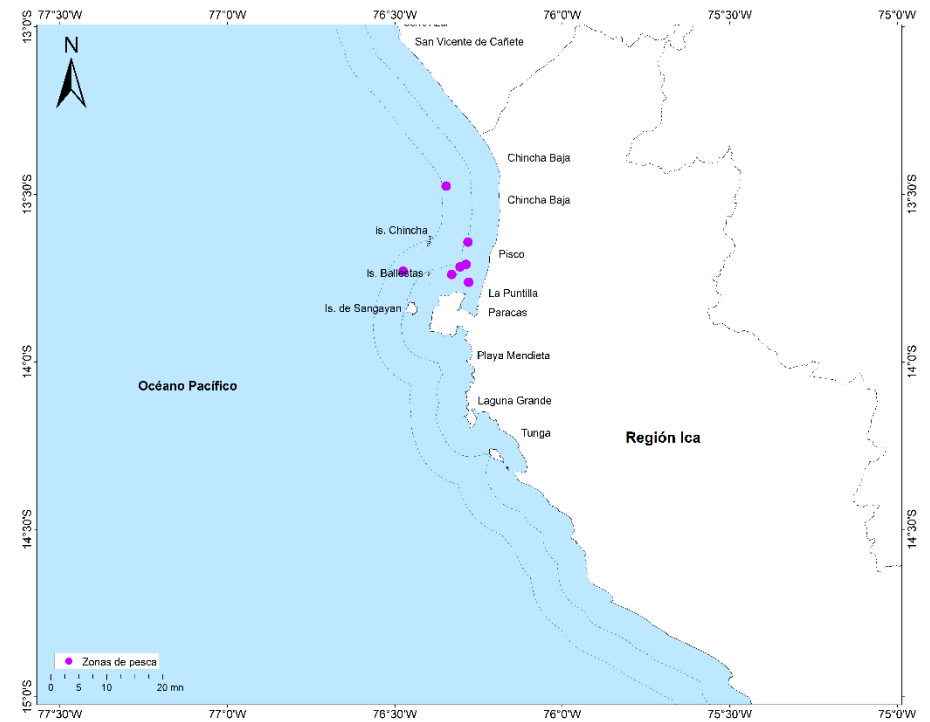 77°30'W 77°0'W 76°30'W 76°0'W 75°30'W 75°0'W
13°0'S
13°0'S
N
San Vicente de Cañete
Chincha Baja
13°30'S
13°30'S
Chincha Baja
is. Chincha
Pisco
Is. Ballestas
La Puntilla
Is. de Sangayan
Paracas
Playa Mendieta
14°0'S
14°0'S
Océano Pacífico
Laguna Grande
Tunga
Región Ica
14°30'S
14°30'S
Zonas de pesca
0 5 10 20 mn
15°0'S
15°0'S
77°30'W 77°0'W 76°30'W 76°0'W 75°30'W 75°0'W